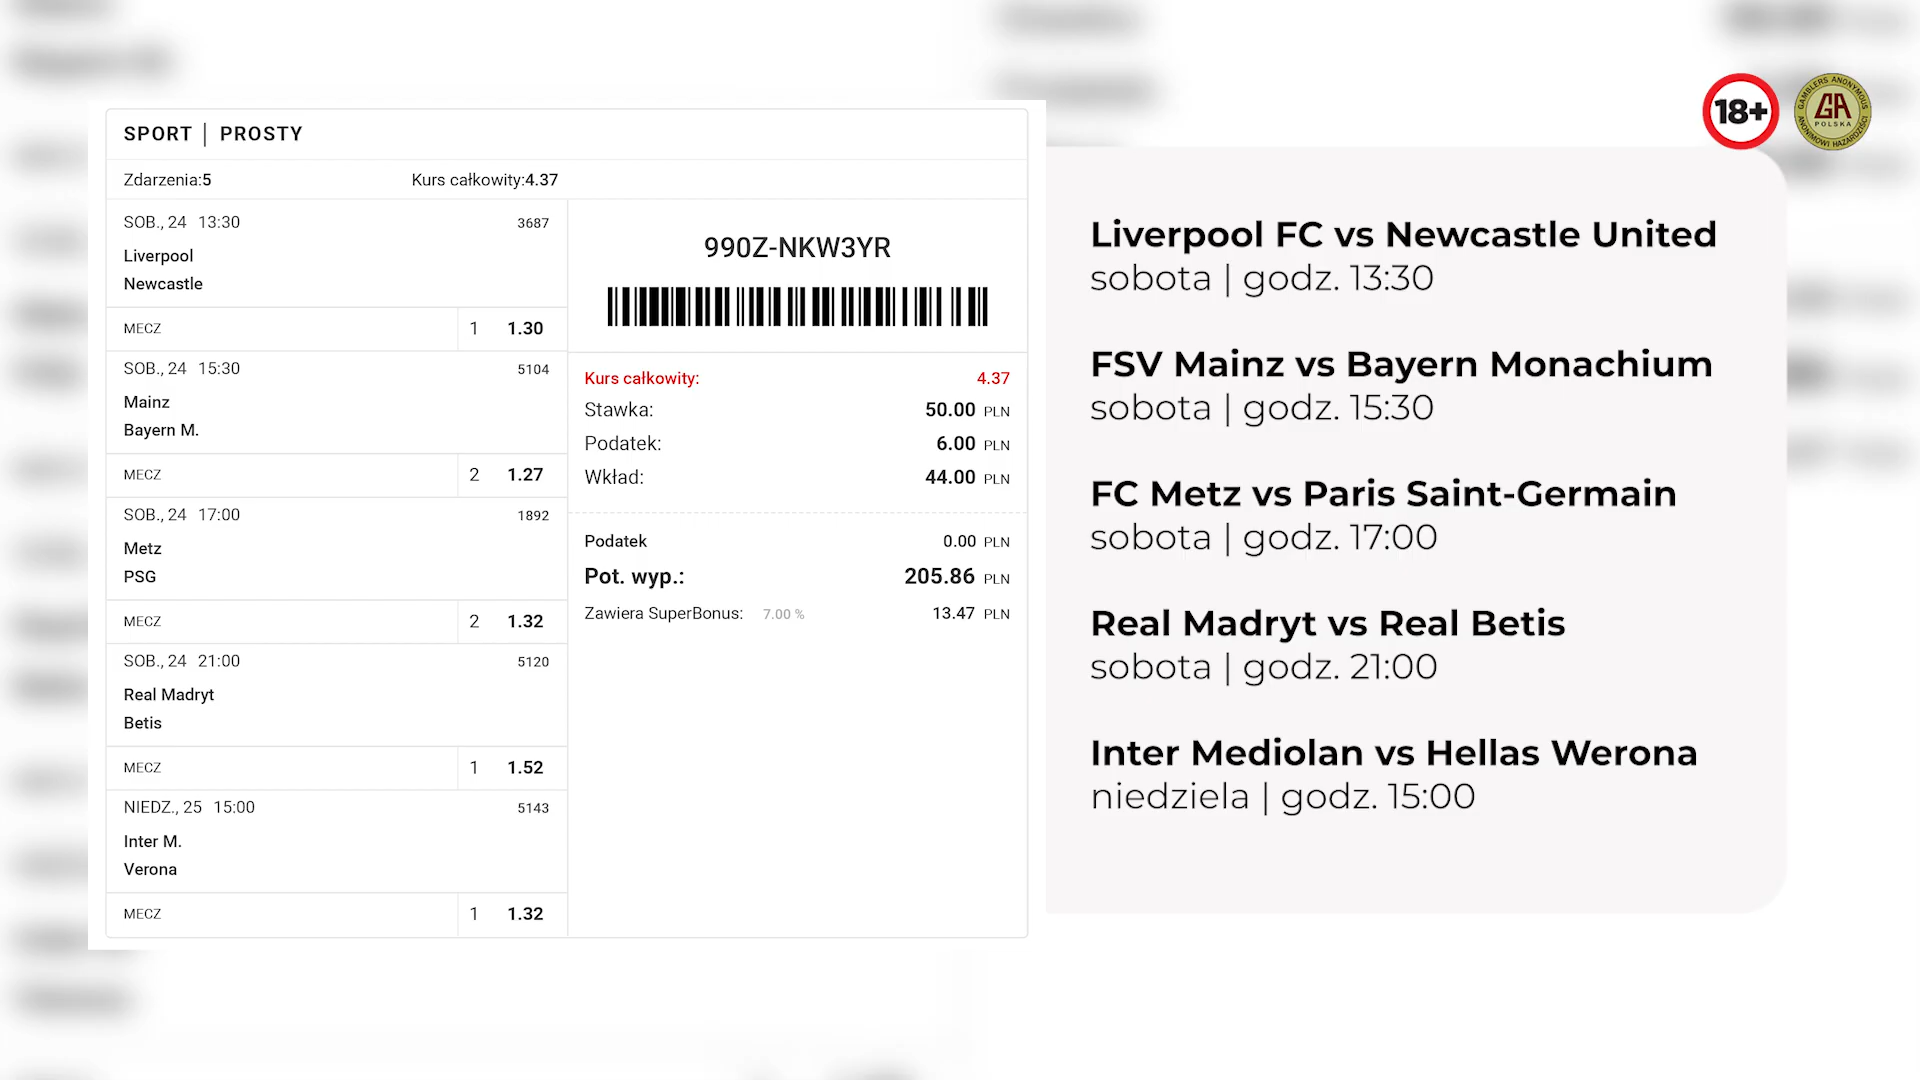 SPORT | PROSTY
Zdarzenia:5 Kurs całkowity:4.37
SOB., 24 13:30 3687
Liverpool
Newcastle
MECZ 1 1.30
SOB., 24 15:30 5104
Mainz
Bayern M.
MECZ 2 1.27
SOB., 24 17:00 1892
Metz
PSG
MECZ 2 1.32
SOB., 24 21:00 5120
Real Madryt
Betis
MECZ 1 1.52
NIEDZ., 25 15:00 5143
Inter M.
Verona
MECZ 1 1.32
990Z-NKW3YR
Kurs całkowity: 4.37
Stawka: 50.00 PLN
Podatek: 6.00 PLN
Wkład: 44.00 PLN
Podatek 0.00 PLN
Pot. wyp.: 205.86 PLN
Zawiera SuperBonus: 7.00 % 13.47 PLN
18+
GAMBLERS ANONYMOUS
GA
POLSKA
ANONIMOWI HAZARDZIŚCI
Liverpool FC vs Newcastle United
sobota | godz. 13:30
FSV Mainz vs Bayern Monachium
sobota | godz. 15:30
FC Metz vs Paris Saint-Germain
sobota | godz. 17:00
Real Madryt vs Real Betis
sobota | godz. 21:00
Inter Mediolan vs Hellas Werona
niedziela | godz. 15:00